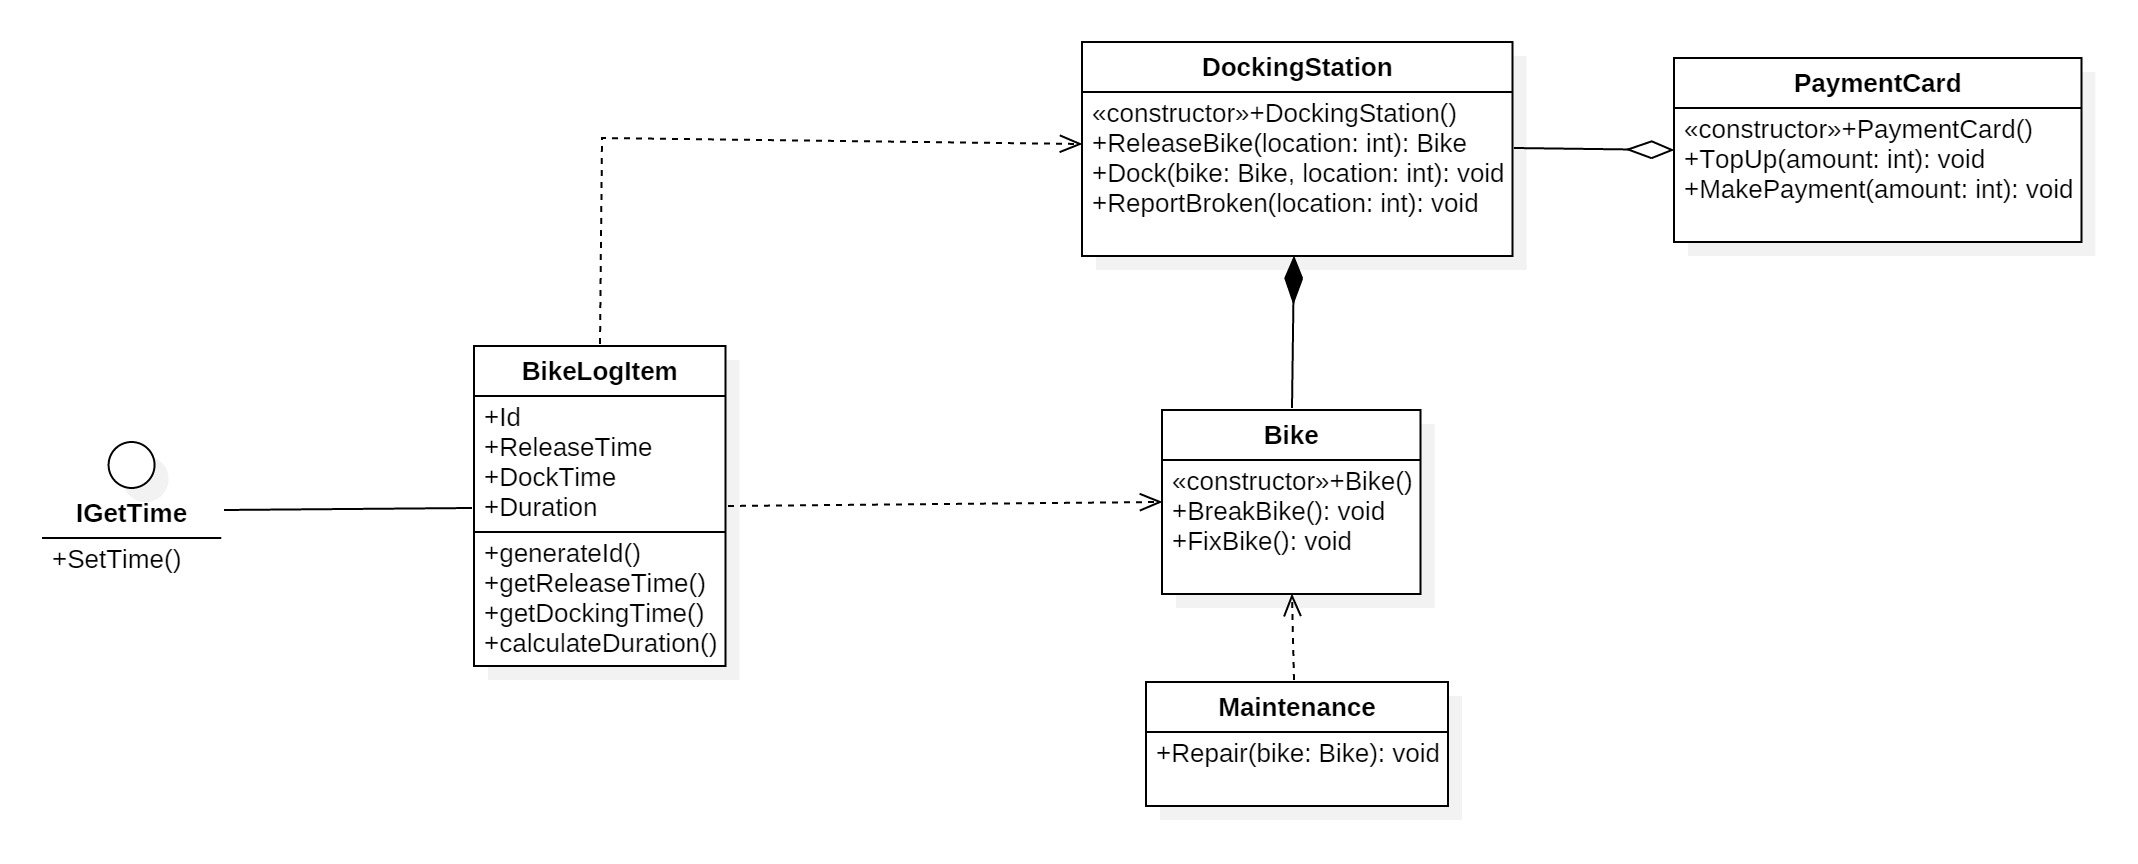 DockingStation
«constructor»+DockingStation()
+ReleaseBike(location: int): Bike
+Dock(bike: Bike, location: int): void
+ReportBroken(location: int): void
PaymentCard
«constructor»+PaymentCard()
+TopUp(amount: int): void
+MakePayment(amount: int): void
BikeLogItem
+Id
+ReleaseTime
+DockTime
+Duration
+generateId()
+getReleaseTime()
+getDockingTime()
+calculateDuration()
IGetTime
+SetTime()
Bike
«constructor»+Bike()
+BreakBike(): void
+FixBike(): void
Maintenance
+Repair(bike: Bike): void